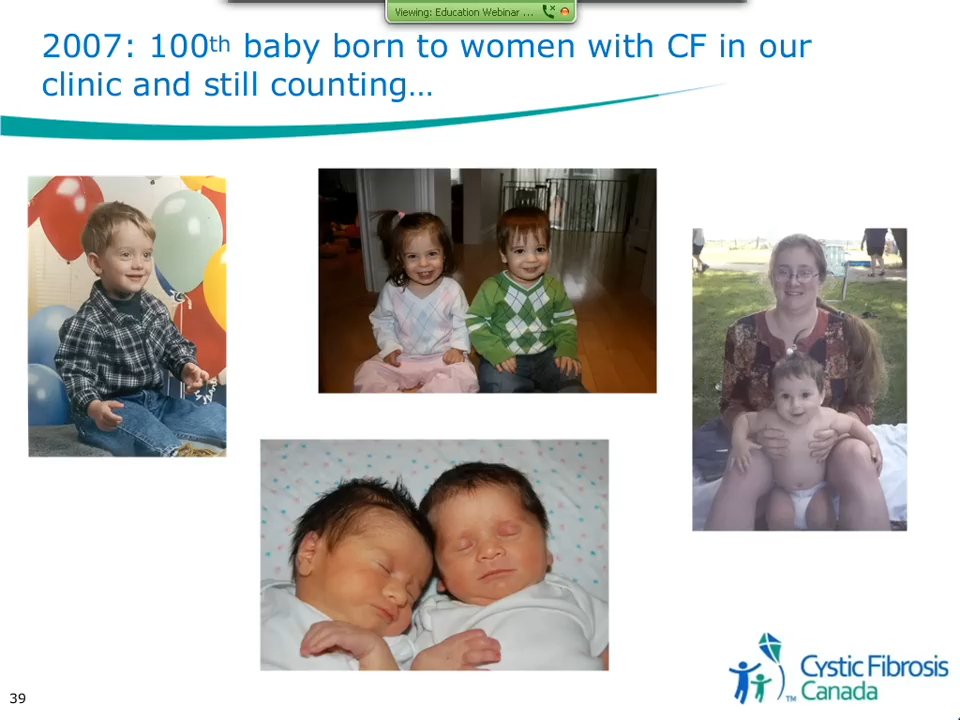 Viewing: Education Webinar ...
2007: 100th baby born to women with CF in our
clinic and still counting…
Cystic Fibrosis
Canada
TM
39